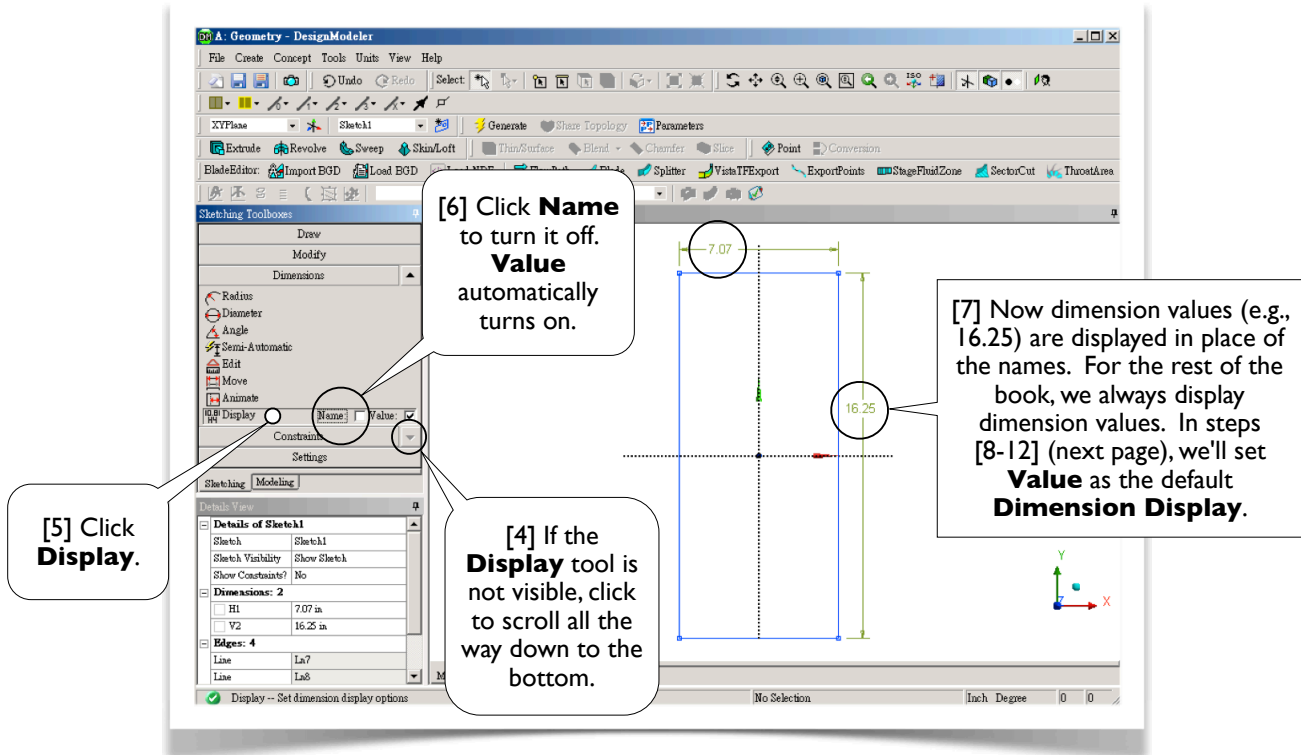 A: Geometry - DesignModeler
File Create Concept Tools Units View Help
Undo Redo Select:
XYPlane Sketch1 Generate Share Topology Parameters
Extrude Revolve Sweep Skin/Loft Thin/Surface Blend Chamfer Slice Point Conversion
BladeEditor: Import BGD Load BGD Splitter VistaTFExport ExportPoints StageFluidZone SectorCut ThroatArea
Sketching Toolboxes
Draw
Modify
Dimensions
Radius
Diameter
Angle
Semi-Automatic
Edit
Move
Animate
Display Name: Value:
Constraints
Settings
Sketching Modeling
Details View
Details of Sketch1
Sketch Sketch1
Sketch Visibility Show Sketch
Show Constraints? No
Dimensions: 2
H1 7.07 in
V2 16.25 in
Edges: 4
Line Ln7
Line Ln8
Display -- Set dimension display options No Selection Inch Degree 0 0
7.07
16.25
Y
Z
X
[6] Click Name
to turn it off.
Value
automatically
turns on.
[7] Now dimension values (e.g.,
16.25) are displayed in place of
the names. For the rest of the
book, we always display
dimension values. In steps
[8-12] (next page), we'll set
Value as the default
Dimension Display.
[5] Click
Display.
[4] If the
Display tool is
not visible, click
to scroll all the
way down to the
bottom.